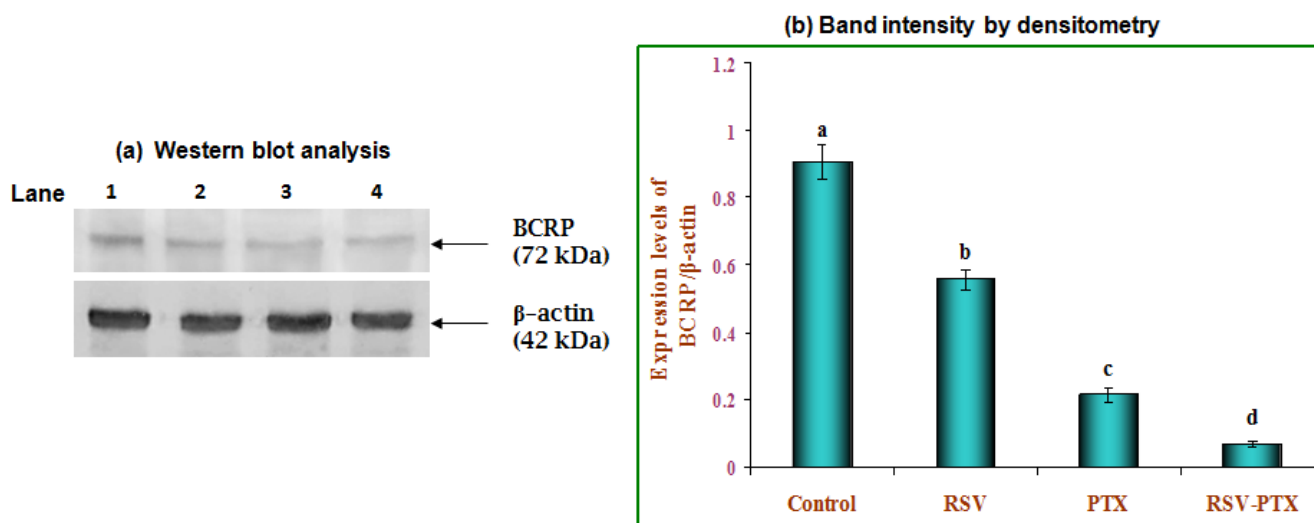 (a) Western blot analysis
Lane 1 2 3 4
BCRP
(72 kDa)
β-actin
(42 kDa)
(b) Band intensity by densitometry
Expression levels of
BCRP/β-actin
1.2
1
0.8
0.6
0.4
0.2
0
a
b
c
d
Control RSV PTX RSV-PTX